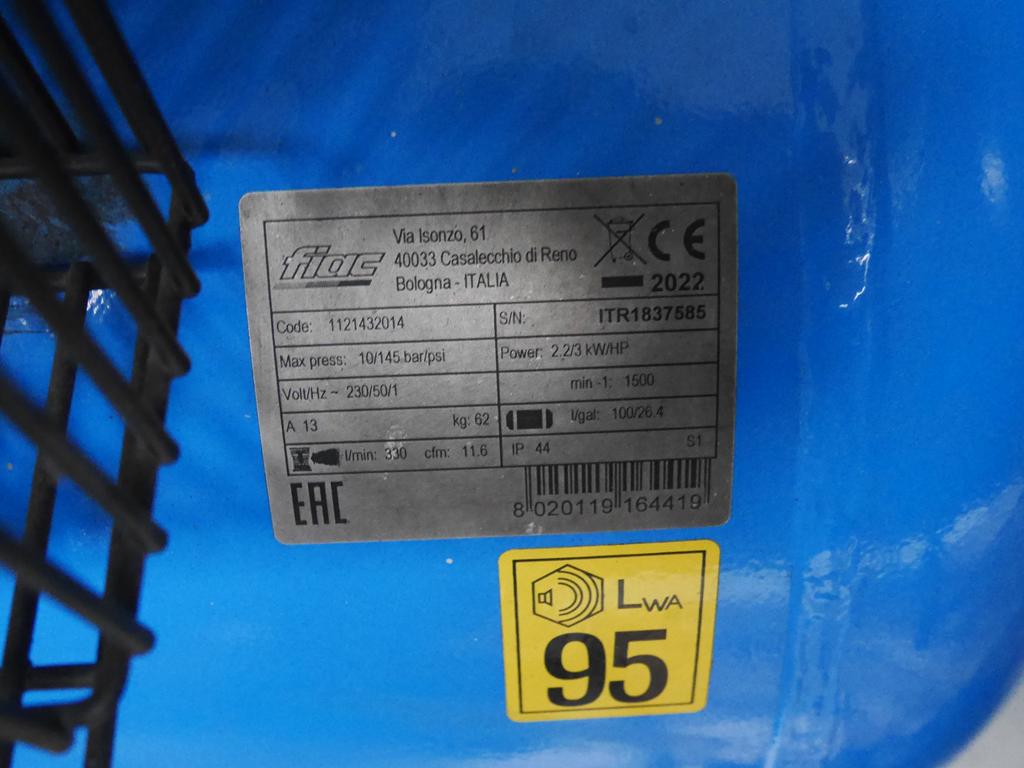 fiac
Via Isonzo, 61
40033 Casalecchio di Reno
Bologna - ITALIA
CE
2022
Code: 1121432014
S/N: ITR1837585
Max press: 10/145 bar/psi
Power: 2.2/3 kW/HP
Volt/Hz ~ 230/50/1
min -1: 1500
A 13 kg: 62
l/gal: 100/26.4
l/min: 330 cfm: 11.6
IP 44 S1
EAC
8 020119 164419
LWA
95